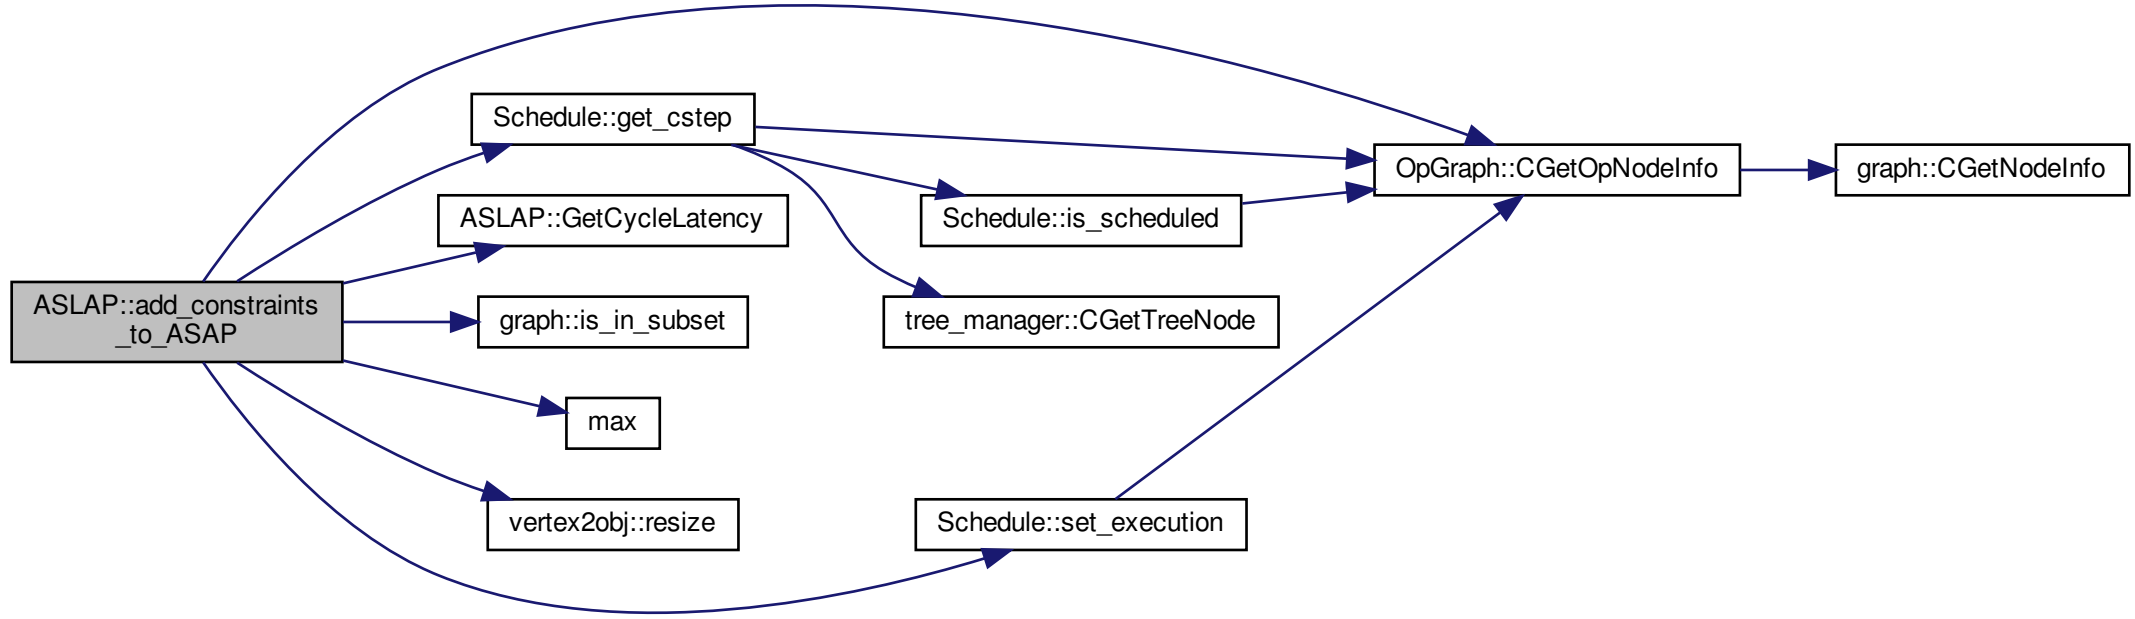 ASLAP::add_constraints
_to_ASAP
Schedule::get_cstep
ASLAP::GetCycleLatency
graph::is_in_subset
max
vertex2obj::resize
Schedule::is_scheduled
tree_manager::CGetTreeNode
Schedule::set_execution
OpGraph::CGetOpNodeInfo
graph::CGetNodeInfo